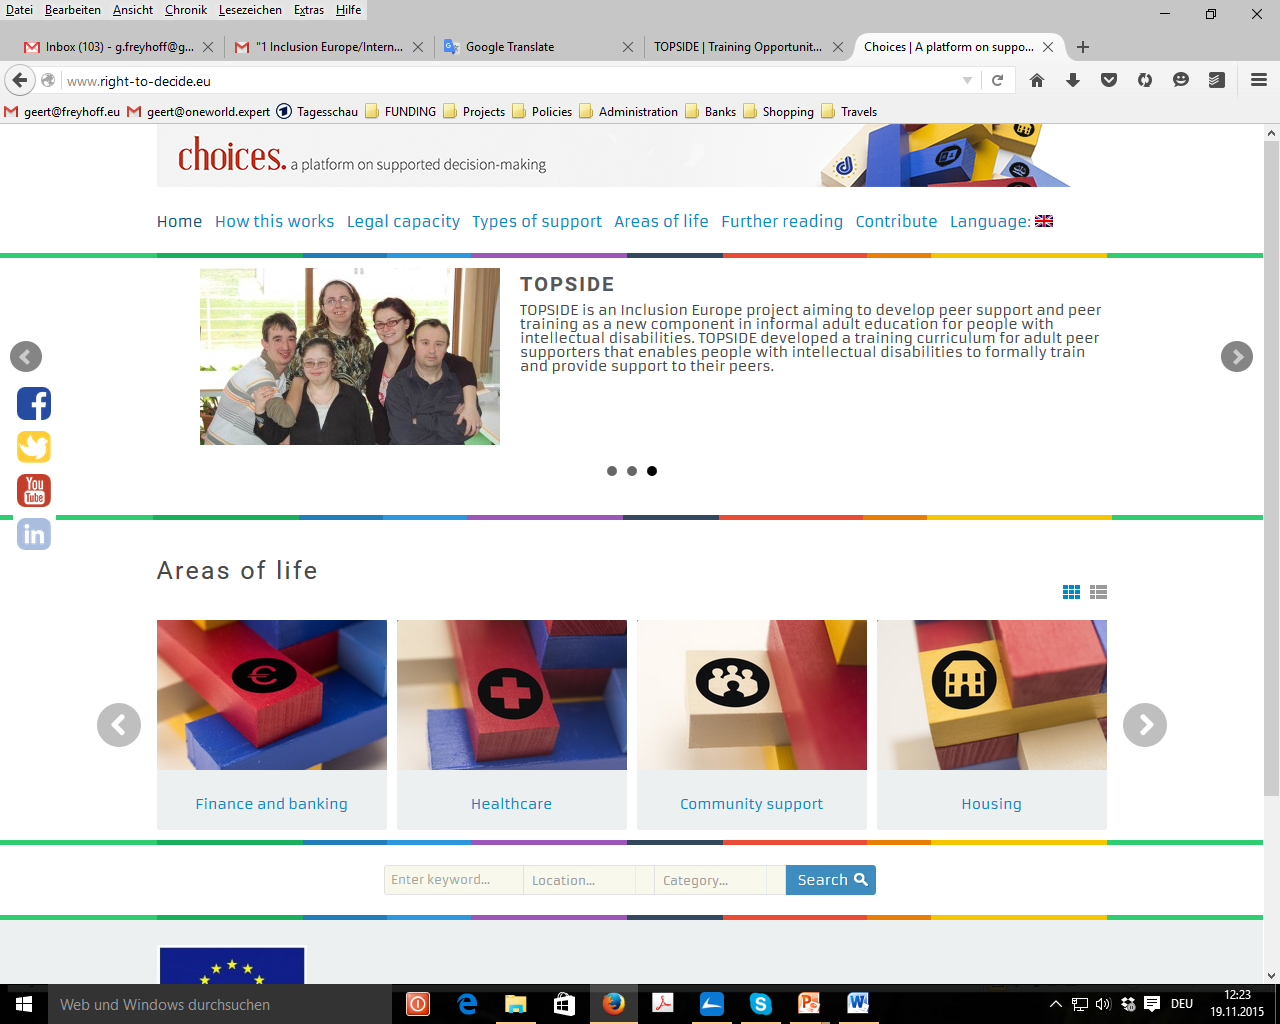 Datei Bearbeiten Ansicht Chronik Lesezeichen Extras Hilfe
Inbox (103) - g.freyhoff@g... "1 Inclusion Europe/Intern... Google Translate TOPSIDE | Training Opportunit... Choices | A platform on suppo...
www.right-to-decide.eu
geert@freyhoff.eu geert@oneworld.expert Tagesschau FUNDING Projects Policies Administration Banks Shopping Travels
choices. a platform on supported decision-making
Home How this works Legal capacity Types of support Areas of life Further reading Contribute Language:
TOPSIDE
TOPSIDE is an Inclusion Europe project aiming to develop peer support and peer
training as a new component in informal adult education for people with
intellectual disabilities. TOPSIDE developed a training curriculum for adult peer
supporters that enables people with intellectual disabilities to formally train
and provide support to their peers.
You
Tube
in
Areas of life
Finance and banking Healthcare Community support Housing
Enter keyword... Location... Category... Search
Web und Windows durchsuchen
DEU
12:23
19.11.2015